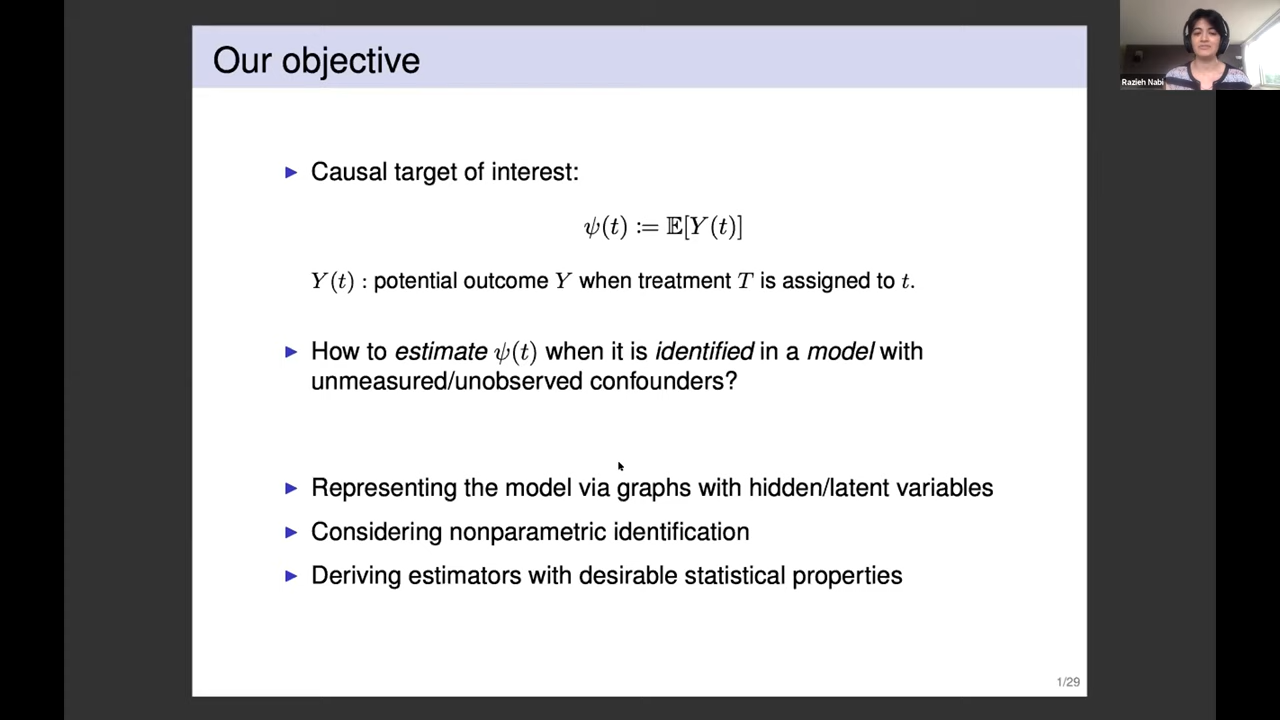 Our objective
Razieh Nabi
► Causal target of interest:
ψ(t) := 𝔼[Y(t)]
Y(t) : potential outcome Y when treatment T is assigned to t.
► How to estimate ψ(t) when it is identified in a model with
unmeasured/unobserved confounders?
► Representing the model via graphs with hidden/latent variables
► Considering nonparametric identification
► Deriving estimators with desirable statistical properties
1/29